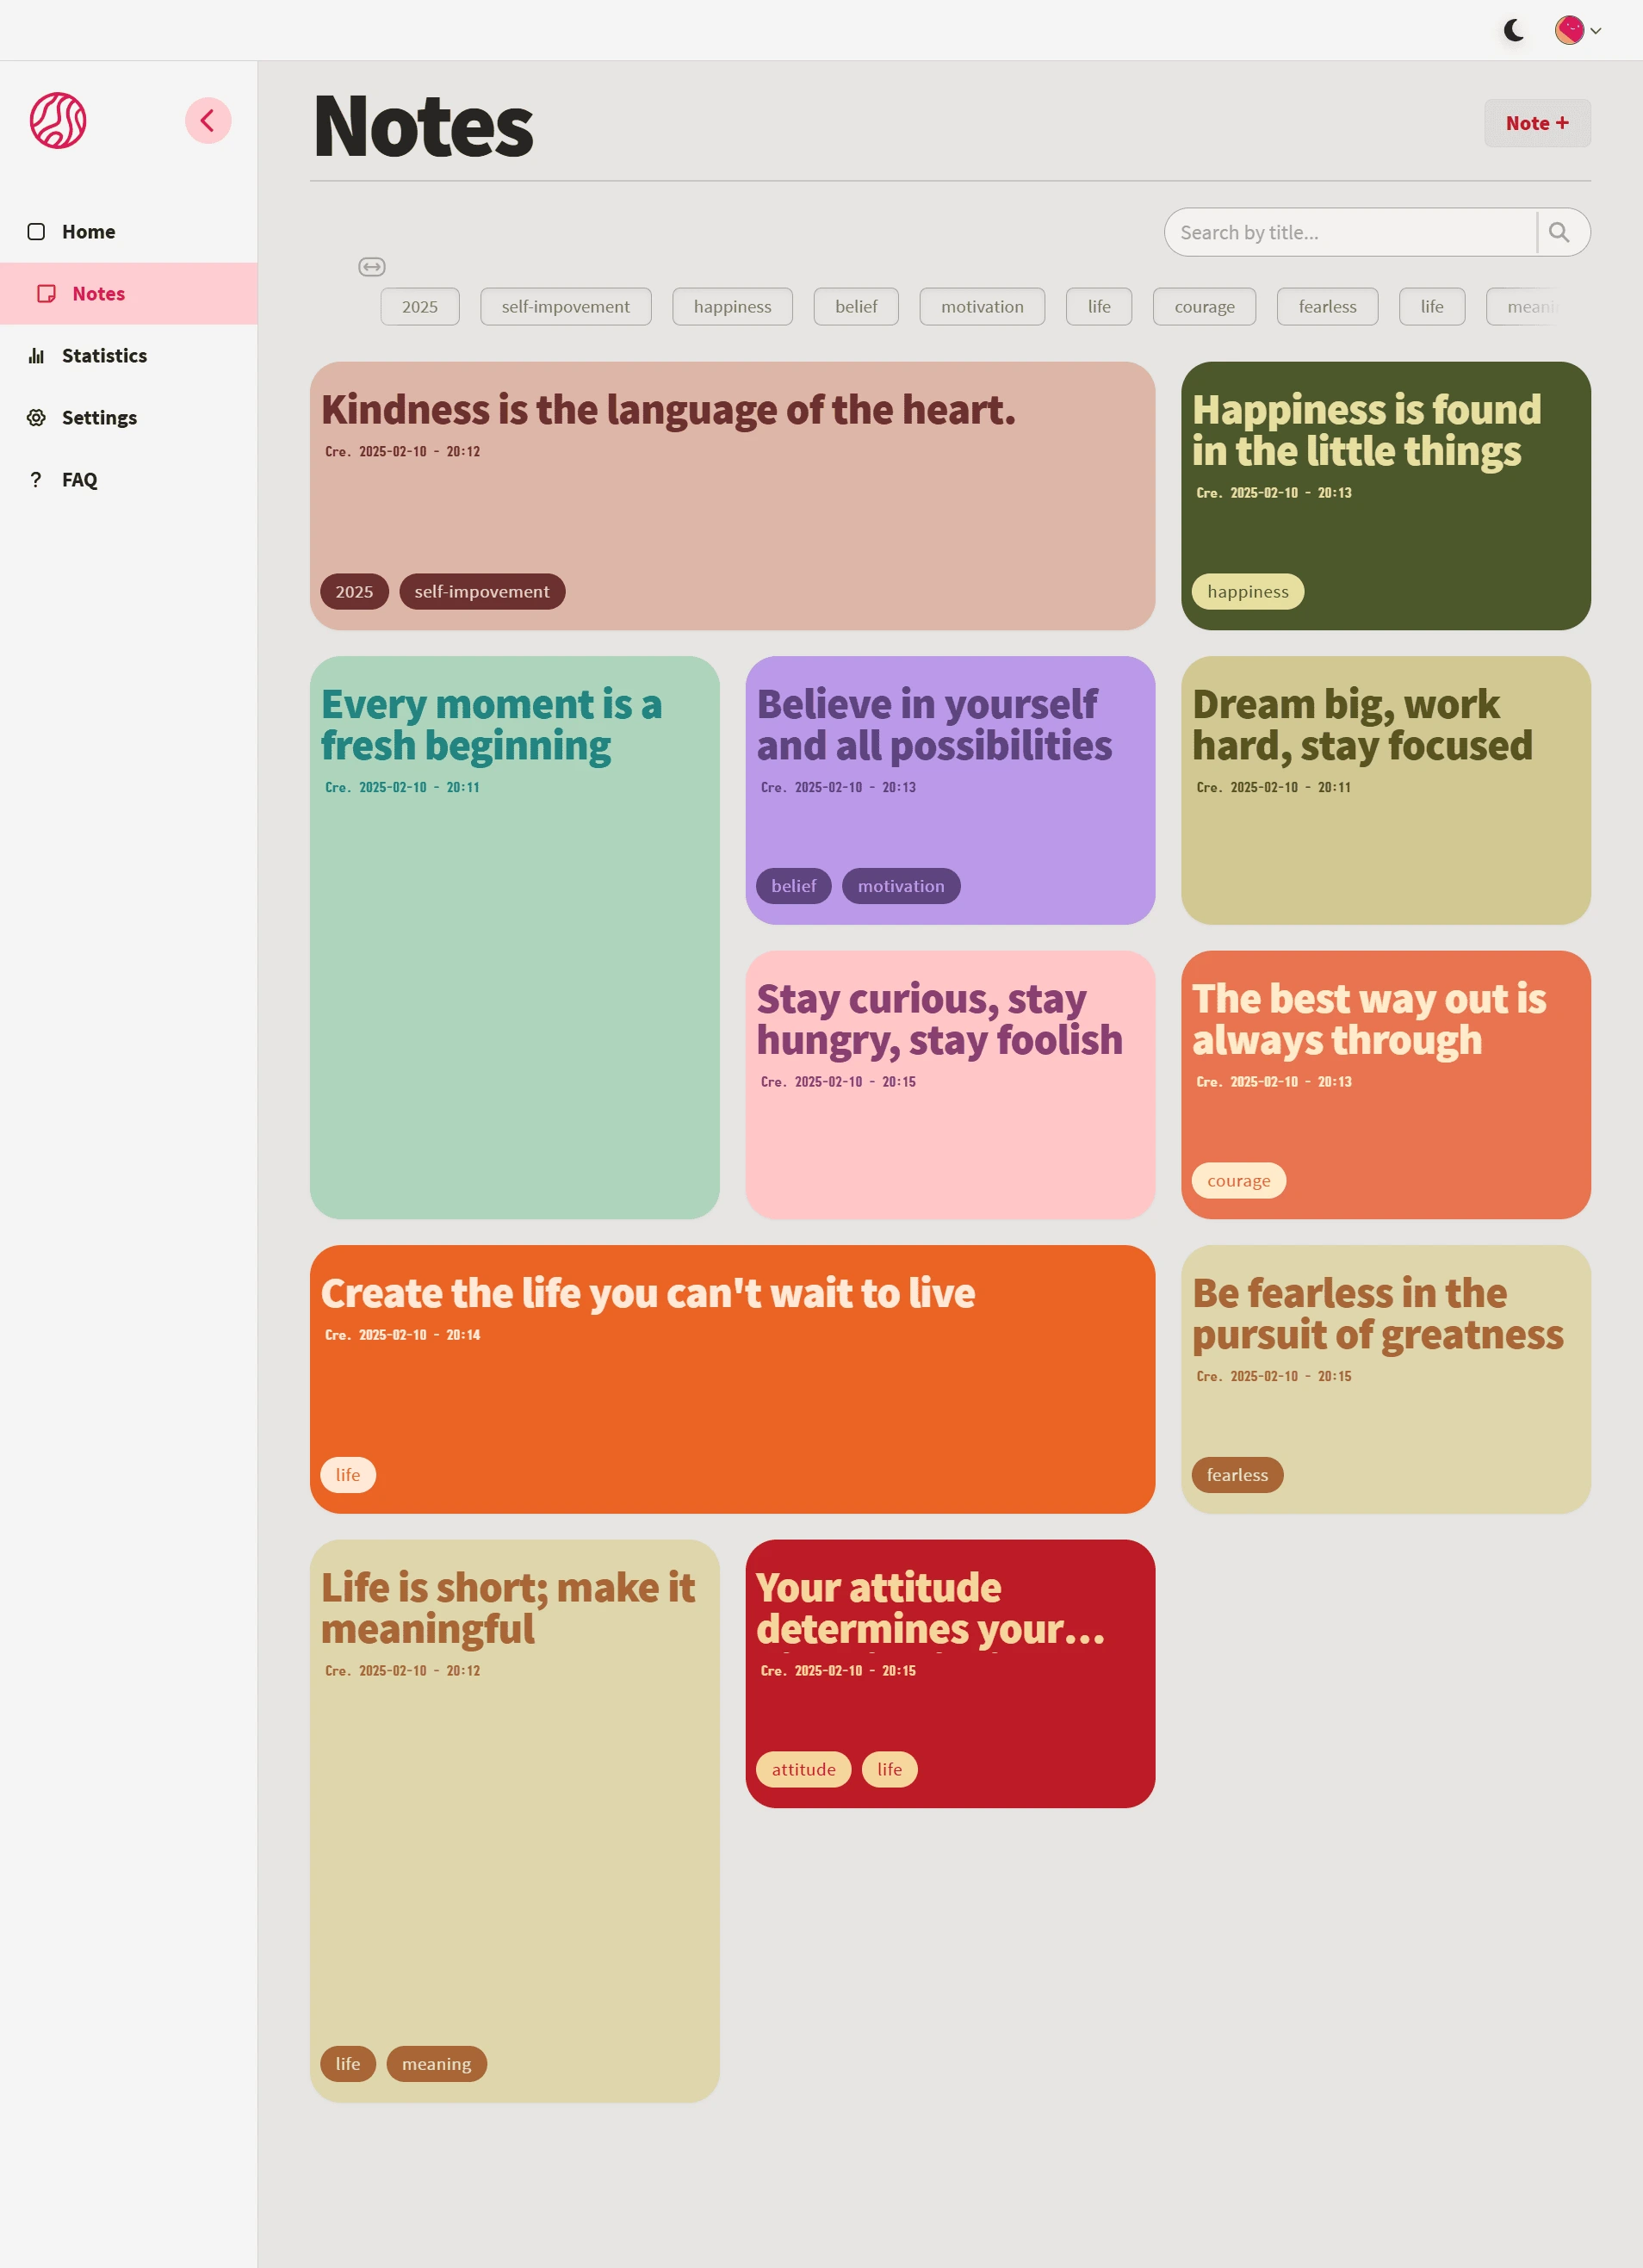 Notes
Note +
Home
Notes
Statistics
Settings
? FAQ
Search by title...
2025 self-impovement happiness belief motivation life courage fearless life
Kindness is the language of the heart.
Cre. 2025-02-10 - 20:12
2025 self-impovement
Happiness is found
in the little things
Cre. 2025-02-10 - 20:13
happiness
Every moment is a
fresh beginning
Cre. 2025-02-10 - 20:11
Believe in yourself
and all possibilities
Cre. 2025-02-10 - 20:13
belief motivation
Dream big, work
hard, stay focused
Cre. 2025-02-10 - 20:11
Stay curious, stay
hungry, stay foolish
Cre. 2025-02-10 - 20:15
The best way out is
always through
Cre. 2025-02-10 - 20:13
courage
Create the life you can't wait to live
Cre. 2025-02-10 - 20:14
life
Be fearless in the
pursuit of greatness
Cre. 2025-02-10 - 20:15
fearless
Life is short; make it
meaningful
Cre. 2025-02-10 - 20:12
life meaning
Your attitude
determines your...
Cre. 2025-02-10 - 20:15
attitude life